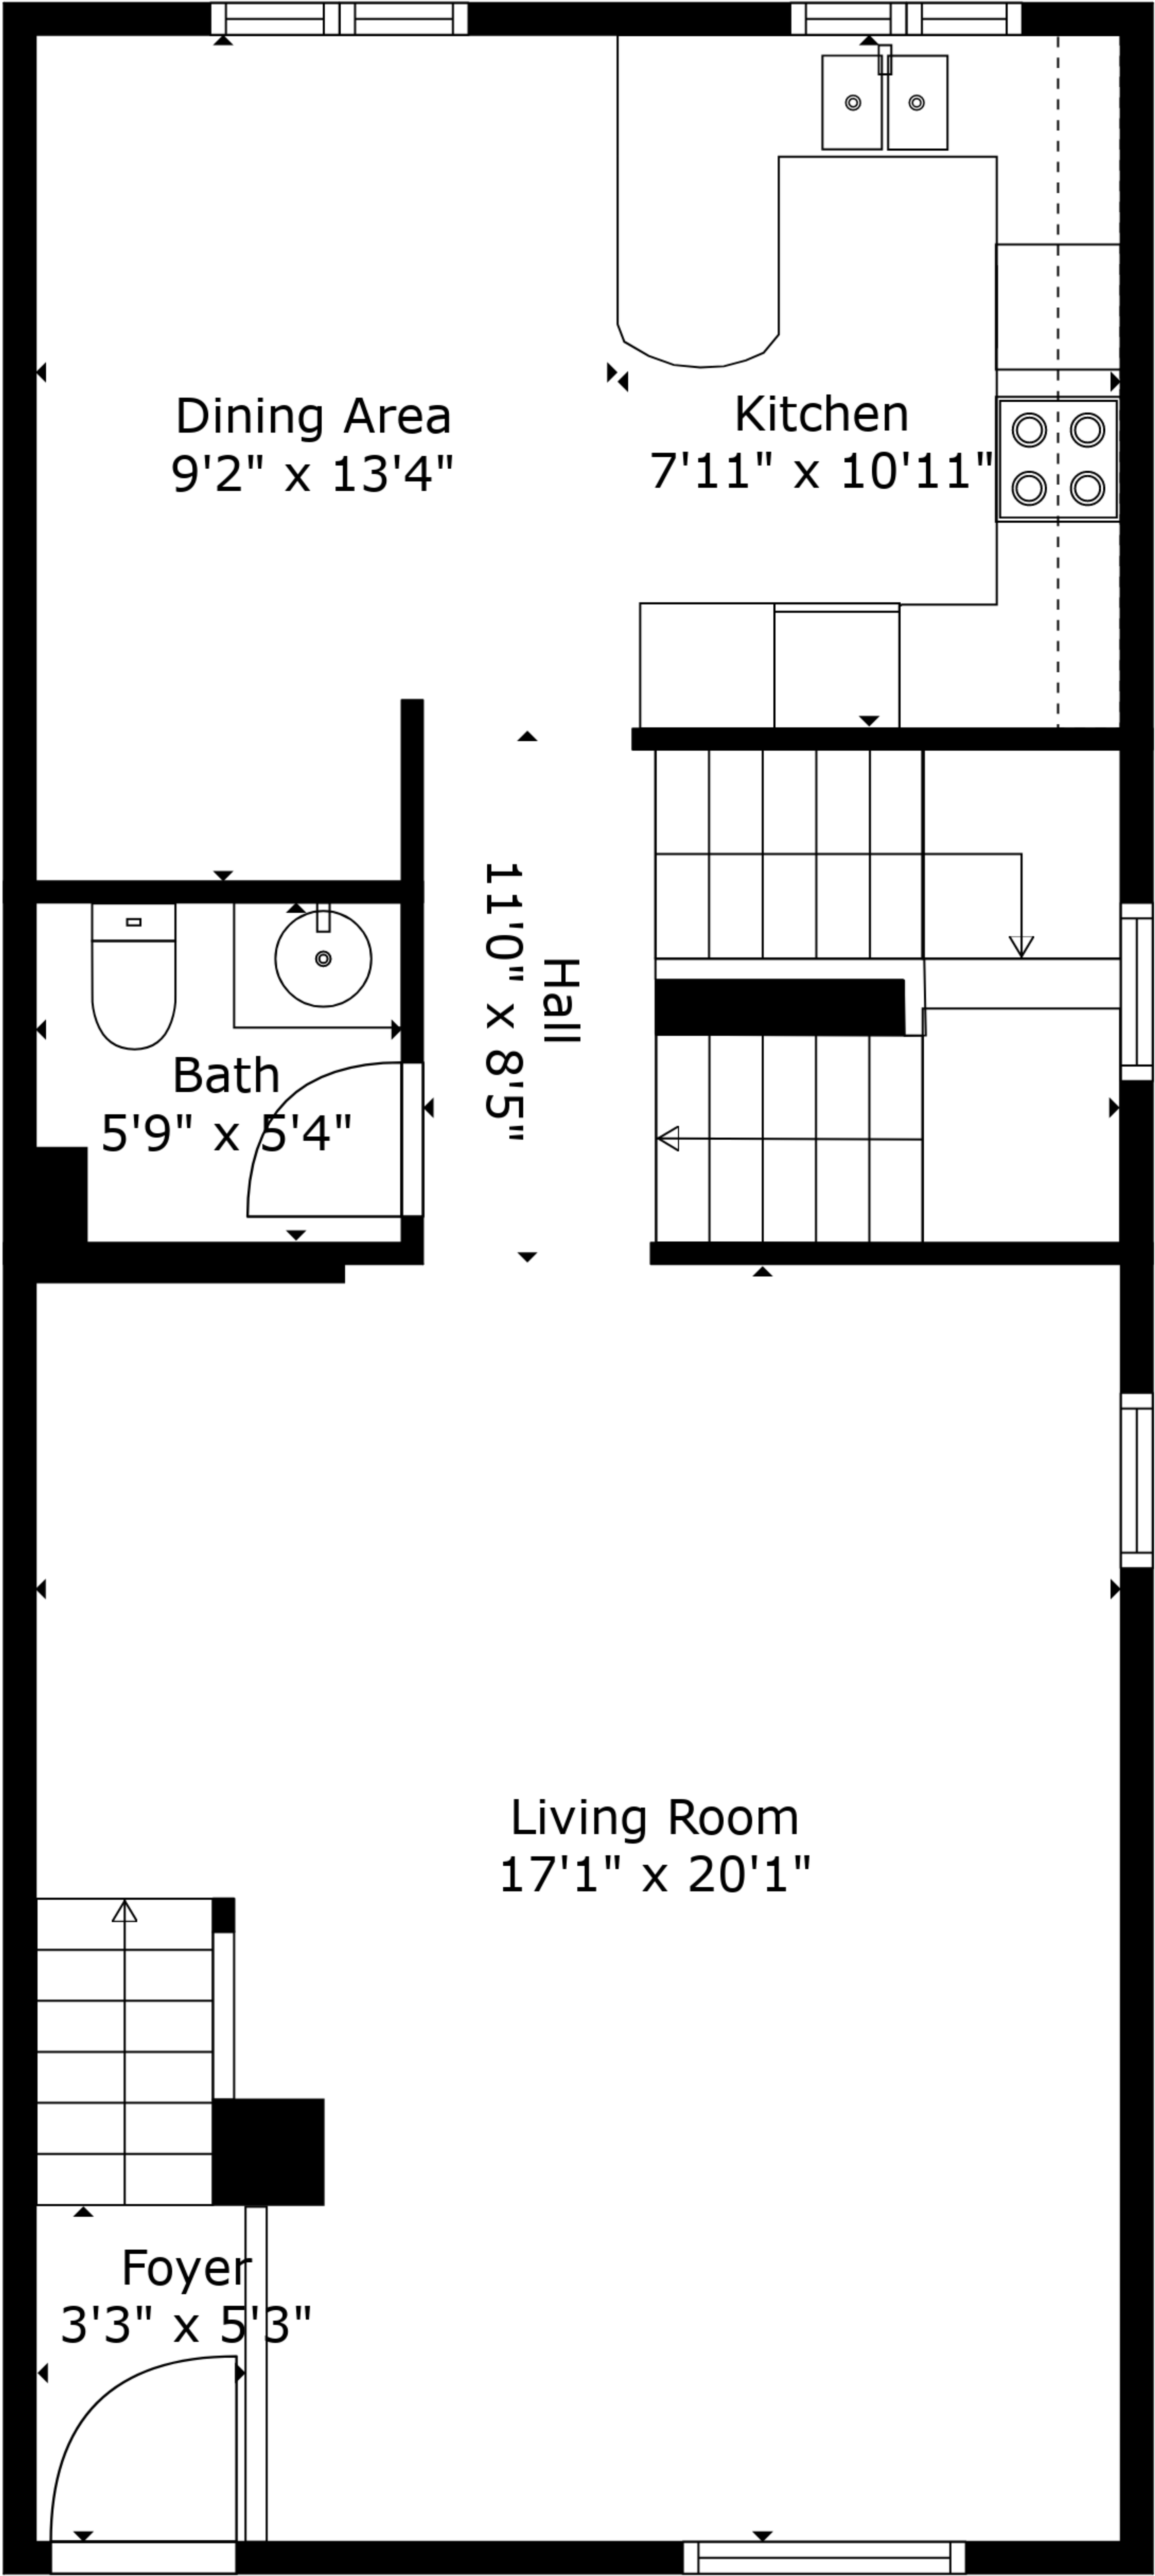 Dining Area
9'2" x 13'4"
Kitchen
7'11" x 10'11"
Hall
11'0" x 8'5"
Bath
5'9" x 5'4"
Living Room
17'1" x 20'1"
Foyer
3'3" x 5'3"